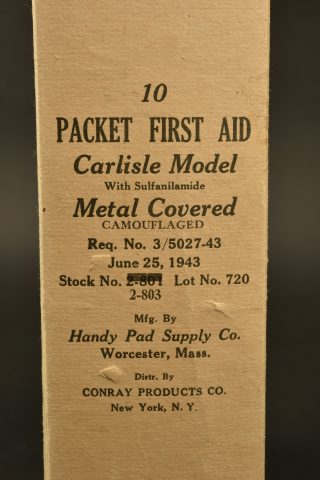 10
PACKET FIRST AID
Carlisle Model
With Sulfanilamide
Metal Covered
CAMOUFLAGED
Req. No. 3/5027-43
June 25, 1943
Stock No. 2-801 Lot No. 720
2-803
Mfg. By
Handy Pad Supply Co.
Worcester, Mass.
Distr. By
CONRAY PRODUCTS CO.
New York, N. Y.